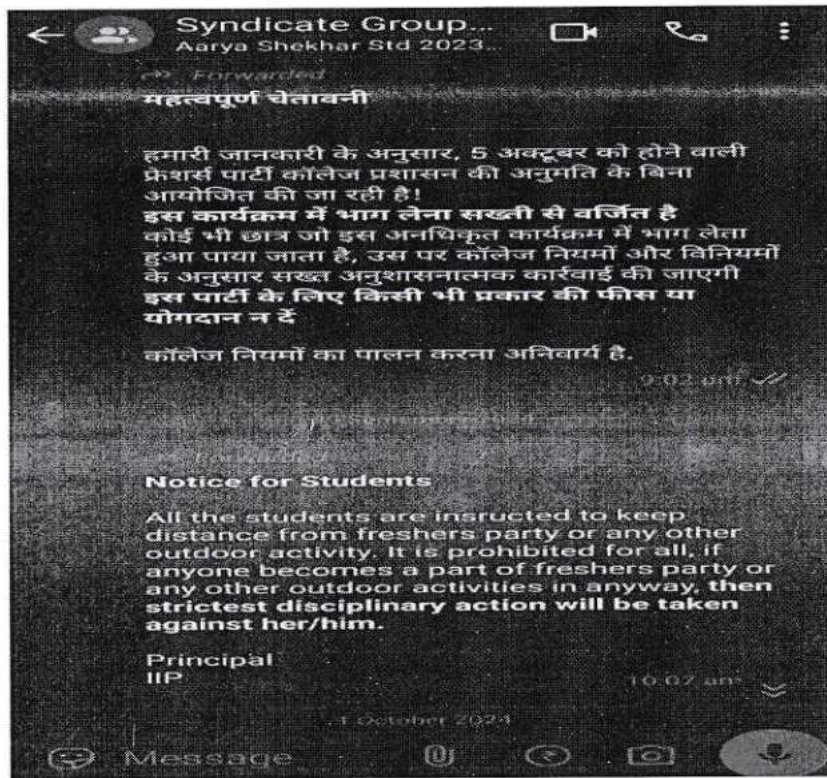 Syndicate Group...
Aarya Shekhar Std 2023...
Forwarded
महत्वपूर्ण चेतावनी
हमारी जानकारी के अनुसार, 5 अक्टूबर को होने वाली
फ्रेशर्स पार्टी कॉलेज प्रशासन की अनुमति के बिना
आयोजित की जा रही है!
इस कार्यक्रम में भाग लेना सख्ती से वर्जित है
कोई भी छात्र जो इस अनधिकृत कार्यक्रम में भाग लेता
हुआ पाया जाता है, उस पर कॉलेज नियमों और विनियमों
के अनुसार सख्त अनुशासनात्मक कार्रवाई की जाएगी
इस पार्टी के लिए किसी भी प्रकार की फीस या
योगदान न दें
कॉलेज नियमों का पालन करना अनिवार्य है.
9:02 pm
Forwarded
Notice for Students
All the students are insructed to keep
distance from freshers party or any other
outdoor activity. It is prohibited for all, if
anyone becomes a part of freshers party or
any other outdoor activities in anyway, then
strictest disciplinary action will be taken
against her/him.
Principal
IIP
10:07 am
1 October 2024
Message